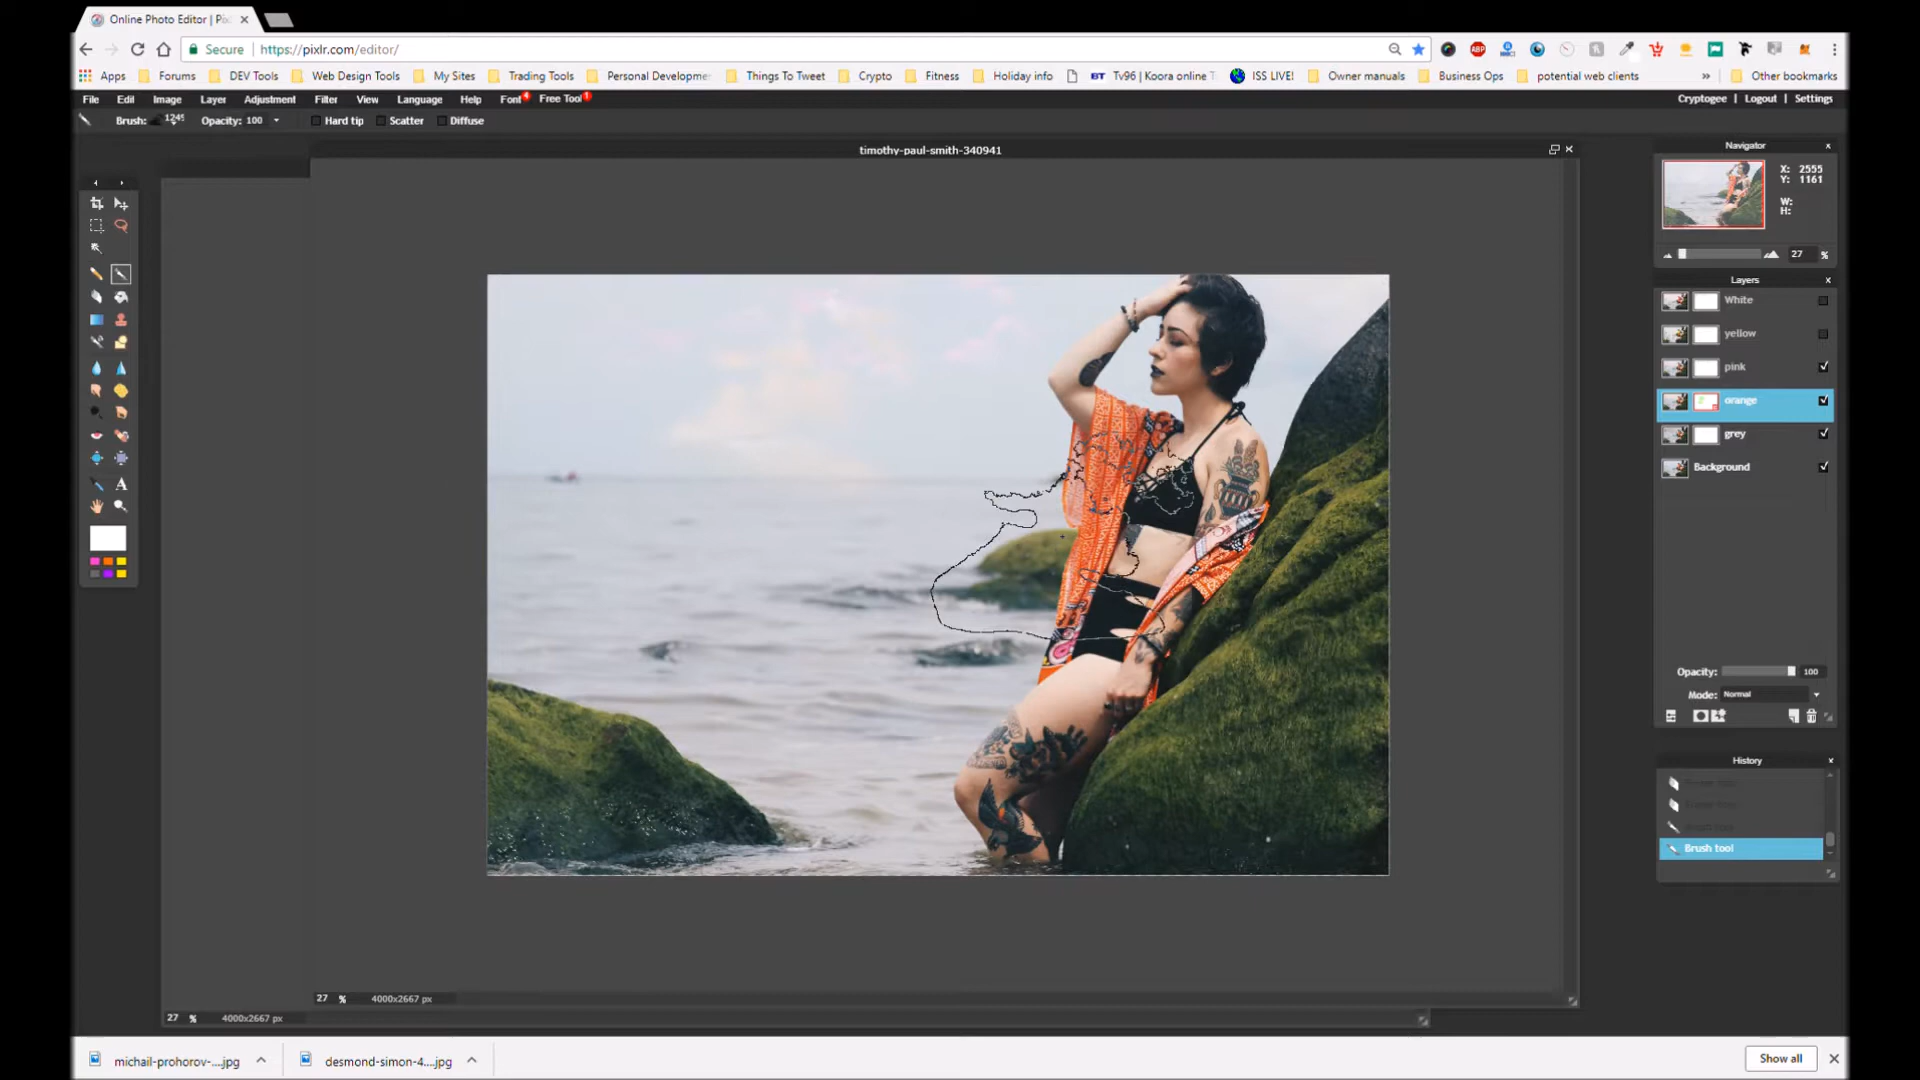 Online Photo Editor | Pix
Secure https://pixlr.com/editor/
Apps Forums DEV Tools Web Design Tools My Sites Trading Tools Personal Developme Things To Tweet Crypto Fitness Holiday info BT Tv96 | Koora online T ISS LIVE! Owner manuals Business Ops potential web clients » Other bookmarks
File Edit Image Layer Adjustment Filter View Language Help Font Free Tool Cryptogee | Logout | Settings
Brush: 1245 Opacity: 100 Hard tip Scatter Diffuse
timothy-paul-smith-340941
Navigator
X: 2555
Y: 1161
W:
H:
27 %
Layers
White
yellow
pink
orange
grey
Background
Opacity: 100
Mode: Normal
History
Brush tool
27 % 4000x2667 px
27 % 4000x2667 px
michail-prohorov-....jpg desmond-simon-4....jpg Show all